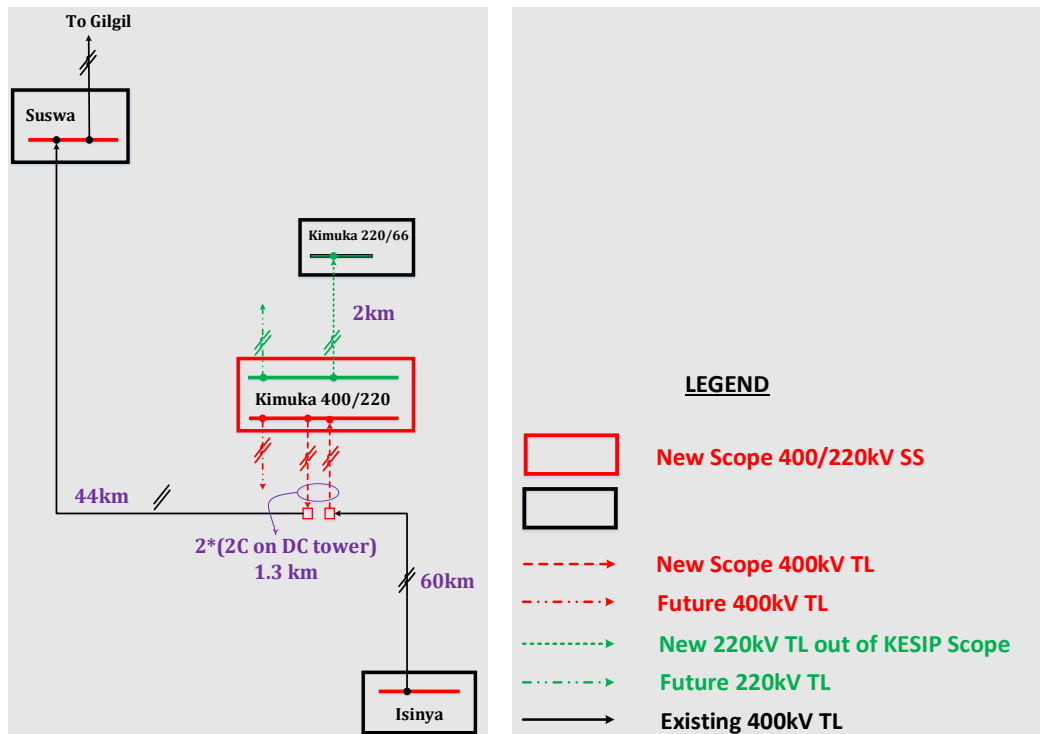 To Gilgil
Suswa
Kimuka 220/66
2km
Kimuka 400/220
44km
2*(2C on DC tower)
1.3 km
60km
Isinya
LEGEND
New Scope 400/220kV SS
New Scope 400kV TL
Future 400kV TL
New 220kV TL out of KESIP Scope
Future 220kV TL
Existing 400kV TL